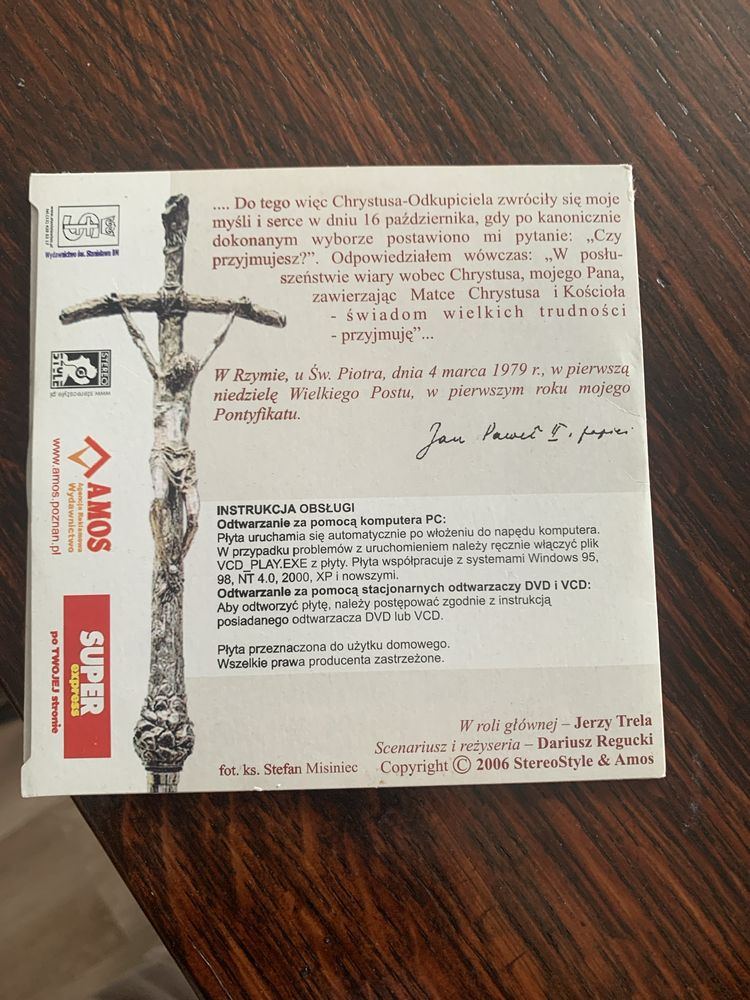 .... Do tego więc Chrystusa-Odkupiciela zwróciły się moje
myśli i serce w dniu 16 października, gdy po kanonicznie
dokonanym wyborze postawiono mi pytanie: „Czy
przyjmujesz?”. Odpowiedziałem wówczas: „W posłu-
szeństwie wiary wobec Chrystusa, mojego Pana,
zawierzając Matce Chrystusa i Kościoła
- świadom wielkich trudności
- przyjmuję”...
W Rzymie, u Św. Piotra, dnia 4 marca 1979 r., w pierwszą
niedzielę Wielkiego Postu, w pierwszym roku mojego
Pontyfikatu.
Jan Paweł II, papież
INSTRUKCJA OBSŁUGI
Odtwarzanie za pomocą komputera PC:
Płyta uruchamia się automatycznie po włożeniu do napędu komputera.
W przypadku problemów z uruchomieniem należy ręcznie włączyć plik
VCD_PLAY.EXE z płyty. Płyta współpracuje z systemami Windows 95,
98, NT 4.0, 2000, XP i nowszymi.
Odtwarzanie za pomocą stacjonarnych odtwarzaczy DVD i VCD:
Aby odtworzyć płytę, należy postępować zgodnie z instrukcją
posiadanego odtwarzacza DVD lub VCD.
Płyta przeznaczona do użytku domowego.
Wszelkie prawa producenta zastrzeżone.
W roli głównej – Jerzy Trela
Scenariusz i reżyseria – Dariusz Regucki
fot. ks. Stefan Misiniec Copyright © 2006 StereoStyle & Amos
Wydawnictwo św. Stanisława BM
STEREO
STYLE
www.stereostyle.pl
AMOS
Agencja Reklamowa
Wydawnictwo
www.amos.poznan.pl
SUPER
express
po TWOJEJ stronie